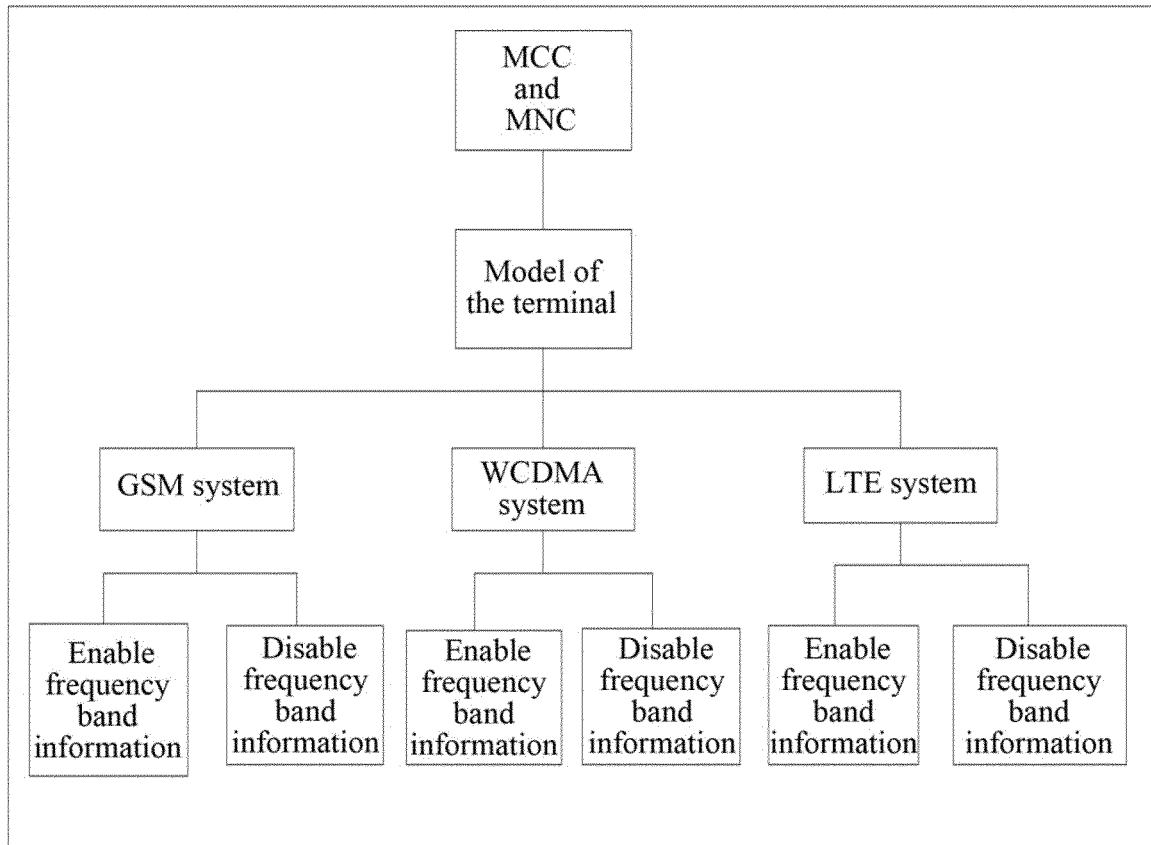 MCC
and
MNC
Model of
the terminal
GSM system
WCDMA
system
LTE system
Enable
frequency
band
information
Disable
frequency
band
information
Enable
frequency
band
information
Disable
frequency
band
information
Enable
frequency
band
information
Disable
frequency
band
information